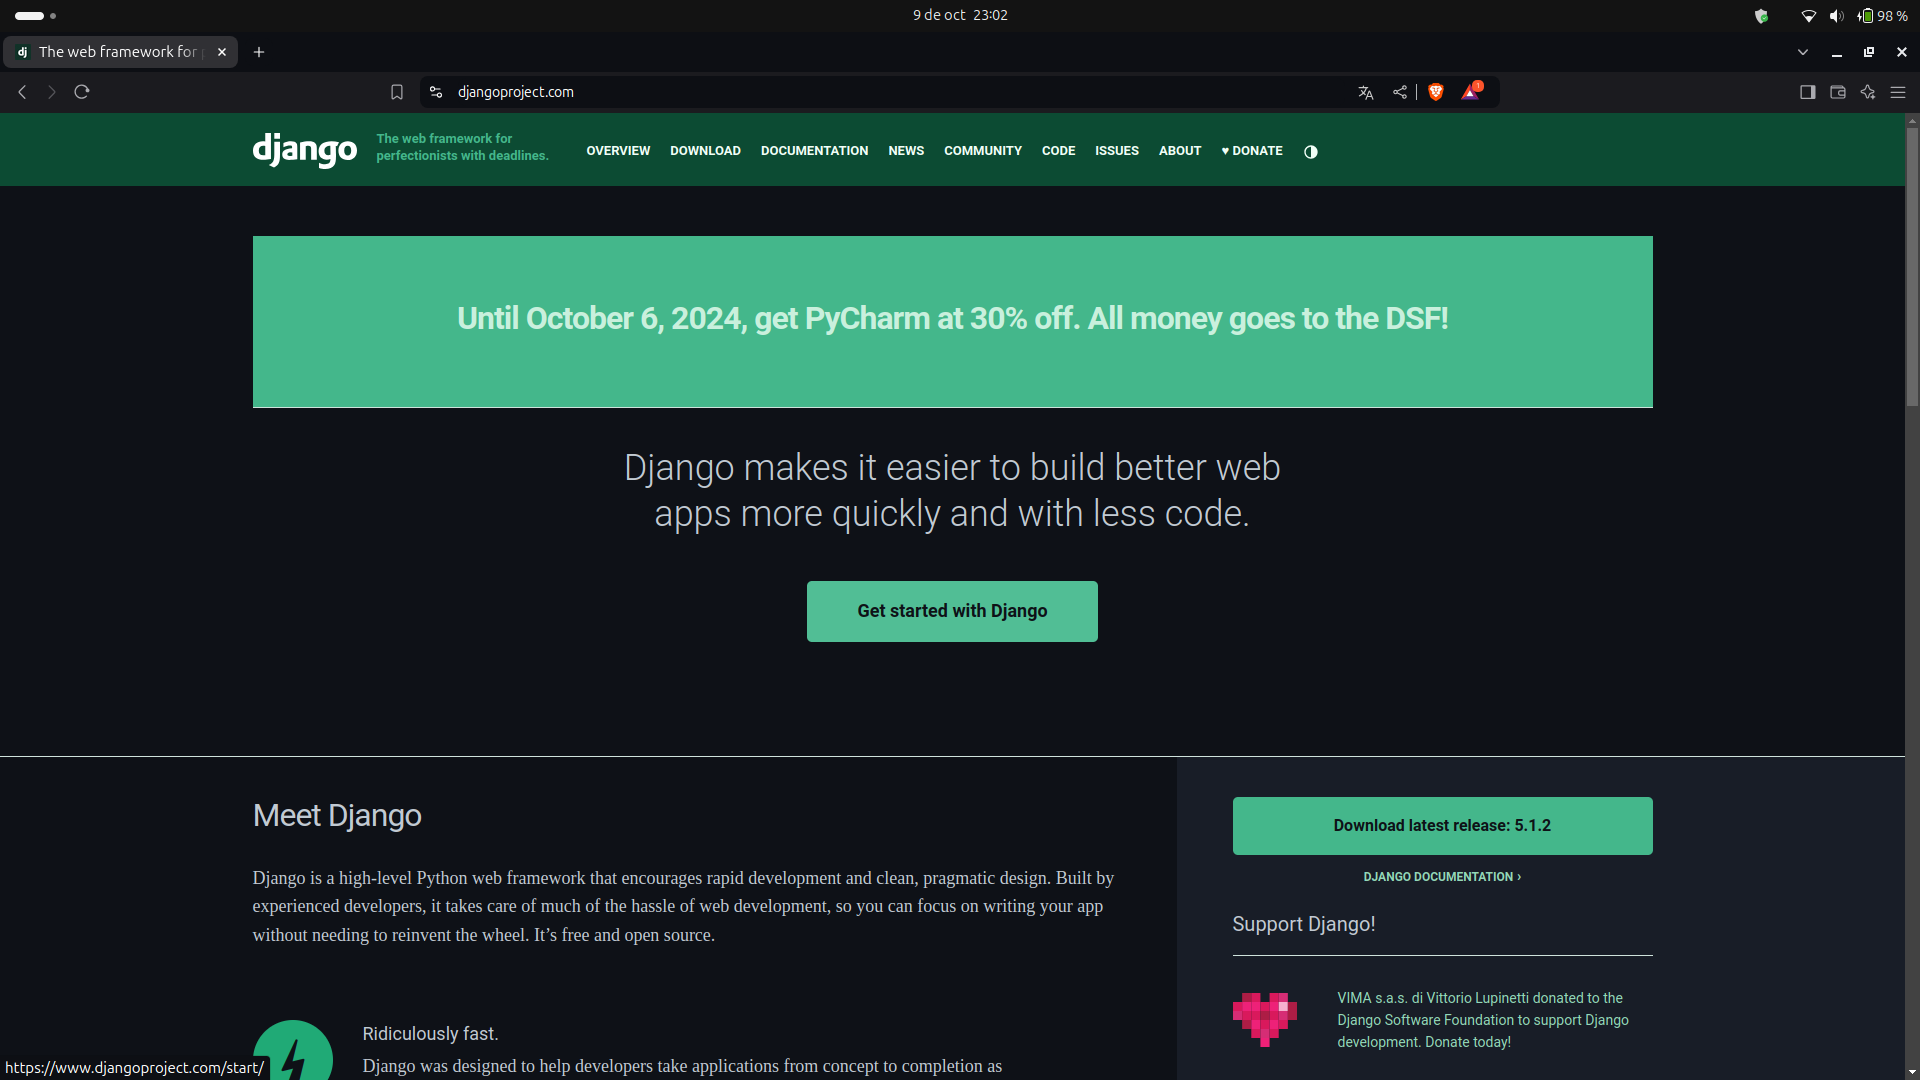 9 de oct 23:02
98 %
dj The web framework for
djangoproject.com
1
django
The web framework for
perfectionists with deadlines.
OVERVIEW DOWNLOAD DOCUMENTATION NEWS COMMUNITY CODE ISSUES ABOUT ♥ DONATE
Until October 6, 2024, get PyCharm at 30% off. All money goes to the DSF!
Django makes it easier to build better web
apps more quickly and with less code.
Get started with Django
Meet Django
Django is a high-level Python web framework that encourages rapid development and clean, pragmatic design. Built by
experienced developers, it takes care of much of the hassle of web development, so you can focus on writing your app
without needing to reinvent the wheel. It’s free and open source.
Ridiculously fast.
Django was designed to help developers take applications from concept to completion as
Download latest release: 5.1.2
DJANGO DOCUMENTATION ›
Support Django!
VIMA s.a.s. di Vittorio Lupinetti donated to the
Django Software Foundation to support Django
development. Donate today!
https://www.djangoproject.com/start/